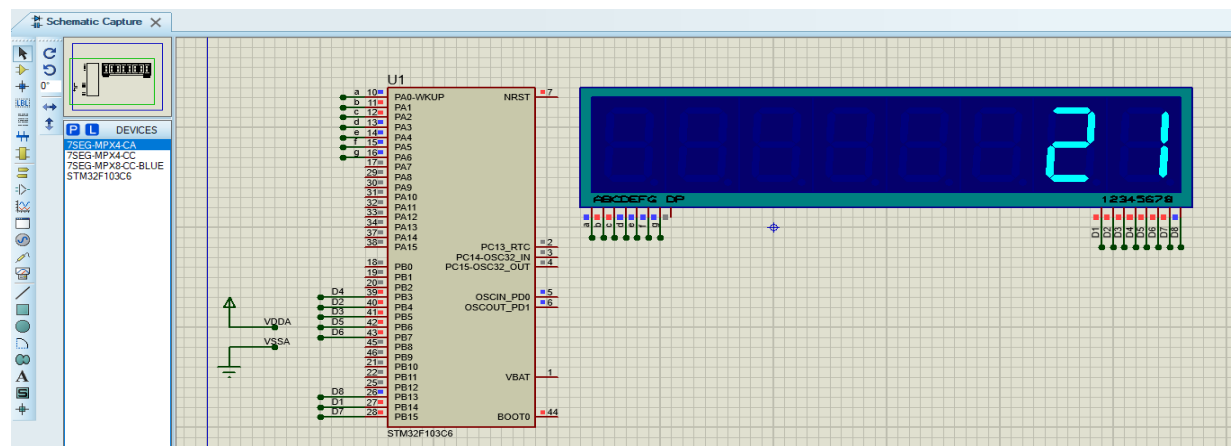 Schematic Capture
0°
LBL
P L DEVICES
7SEG-MPX4-CA
7SEG-MPX4-CC
7SEG-MPX8-CC-BLUE
STM32F103C6
U1
a 10 PA0-WKUP NRST 7
b 11 PA1
c 12 PA2
d 13 PA3
e 14 PA4
f 15 PA5
g 16 PA6
17 PA7
29 PA8
30 PA9
31 PA10
32 PA11
33 PA12
34 PA13
37 PA14
38 PA15
PC13_RTC 2
PC14-OSC32_IN 3
PC15-OSC32_OUT 4
18 PB0
19 PB1
20 PB2
D4 39 PB3 OSCIN_PD0 5
D2 40 PB4 OSCOUT_PD1 6
D3 41 PB5
D5 42 PB6
D6 43 PB7
45 PB8
46 PB9
21 PB10
22 PB11 VBAT 1
25 PB12
D8 26 PB13
D1 27 PB14
D7 28 PB15 BOOT0 44
STM32F103C6
VDDA
VSSA
21
ABCDEFG DP 12345678
a b c d e f g D1 D2 D3 D4 D5 D6 D7 D8
A
S